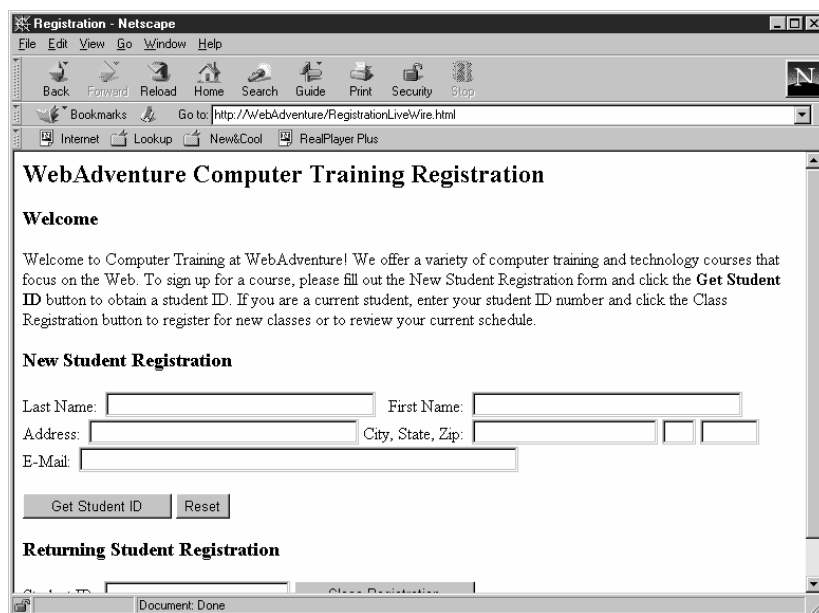 Registration - Netscape
File Edit View Go Window Help
Back Forward Reload Home Search Guide Print Security Stop
N
Bookmarks Go to: http://WebAdventure/RegistrationLiveWire.html
Internet Lookup New&Cool RealPlayer Plus
WebAdventure Computer Training Registration
Welcome
Welcome to Computer Training at WebAdventure! We offer a variety of computer training and technology courses that
focus on the Web. To sign up for a course, please fill out the New Student Registration form and click the Get Student
ID button to obtain a student ID. If you are a current student, enter your student ID number and click the Class
Registration button to register for new classes or to review your current schedule.
New Student Registration
Last Name: First Name:
Address: City, State, Zip:
E-Mail:
Get Student ID Reset
Returning Student Registration
Student ID: Class Registration
Document: Done